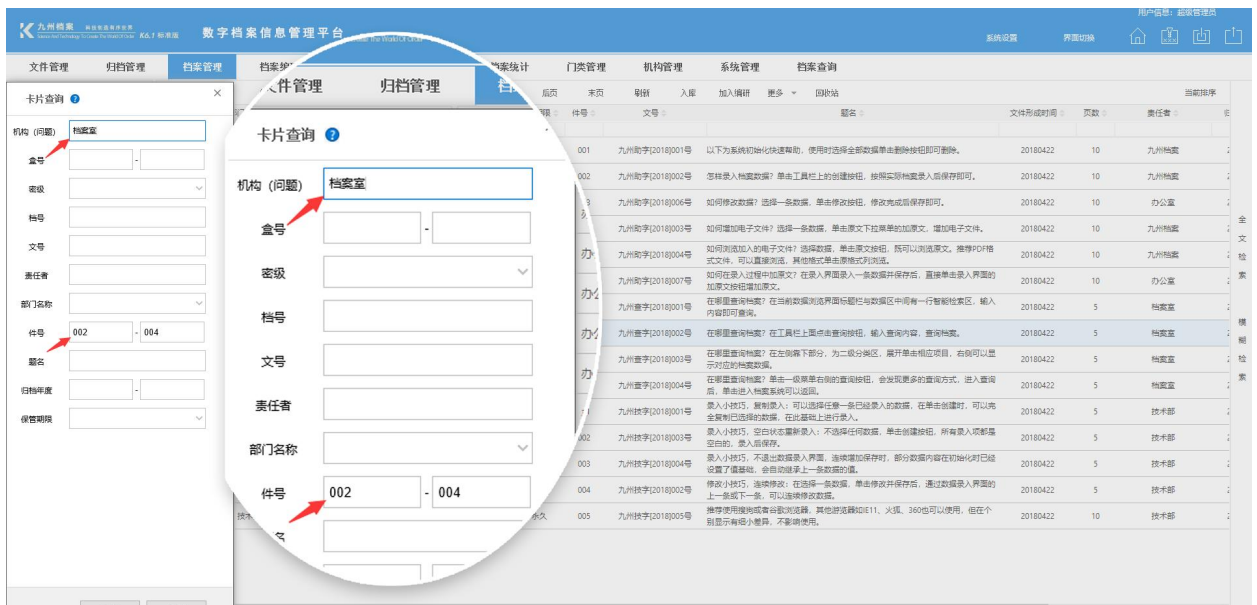 用户信息：超级管理员
九州档案 K6.1 标准版 数字档案信息管理平台 系统设置 界面切换
文件管理 归档管理 档案管理 档案统计 门类管理 机构管理 系统管理 档案查询
后页 末页 刷新 入库 加入编研 更多 回收站 当前排序
件号 文号 题名 文件形成时间 页数 责任者
001 九州助字[2018]001号 以下为系统初始化快速帮助，使用时选择全部数据单击删除按钮即可删除。 20180422 10 九州档案
002 九州助字[2018]002号 怎样录入档案数据？单击工具栏上的创建按钮，按照实际档案录入后保存即可。 20180422 10 九州档案
九州助字[2018]006号 如何修改数据？选择一条数据，单击修改按钮，修改完成后保存即可。 20180422 10 办公室
九州助字[2018]003号 如何增加电子文件？选择一条数据，单击原文下拉菜单的加原文，增加电子文件。 20180422 10 九州档案
九州助字[2018]004号 如何浏览加入的电子文件？选择数据，单击原文按钮，既可以浏览原文。推荐PDF格
式文件，可以直接浏览，其他格式单击原格式列浏览。 20180422 10 九州档案
九州助字[2018]007号 如何在录入过程中加原文？在录入界面录入一条数据并保存后，直接单击录入界面的
加原文按钮增加原文。 20180422 10 办公室
九州查字[2018]001号 在哪里查询档案？在当前数据浏览界面标题栏与数据区中间有一行智能检索区，输入
内容即可查询。 20180422 5 档案室
九州查字[2018]002号 在哪里查询档案？在工具栏上面点击查询按钮，输入查询内容，查询档案。 20180422 5 档案室
九州查字[2018]003号 在哪里查询档案？在左侧靠下部分，为二级分类区，展开单击相应项目，右侧可以显
示对应的档案数据。 20180422 5 档案室
九州查字[2018]004号 在哪里查询档案？单击一级菜单右侧的查询按钮，会发现更多的查询方式，进入查询
后，单击进入档案系统可以返回。 20180422 5 档案室
九州技字[2018]001号 录入小技巧，复制录入：可以选择任意一条已经录入的数据，在单击创建时，可以完
全复制已选择的数据，在此基础上进行录入。 20180422 5 技术部
002 九州技字[2018]003号 录入小技巧，空白状态重新录入：不选择任何数据，单击创建按钮，所有录入项都是
空白的，录入后保存。 20180422 5 技术部
003 九州技字[2018]004号 录入小技巧，不退出数据录入界面，连续增加保存时，部分数据内容在初始化时已经
设置了值基础，会自动继承上一条数据的值。 20180422 5 技术部
004 九州技字[2018]002号 修改小技巧，连续修改：在选择一条数据，单击修改并保存后，通过数据录入界面的
上一条或下一条，可以连续修改数据。 20180422 5 技术部
永久 005 九州技字[2018]005号 推荐使用搜狗或者谷歌浏览器，其他游览器如IE11、火狐、360也可以使用，但在个
别显示有细小差异，不影响使用。 20180422 10 技术部
全文检索
模糊检索
卡片查询 ?
机构（问题） 档案室
盒号 -
密级
档号
文号
责任者
部门名称
件号 002 - 004
题名
归档年度 -
保管期限
文件管理 归档管理
卡片查询 ?
机构（问题） 档案室
盒号 -
密级
档号
文号
责任者
部门名称
件号 002 - 004
名